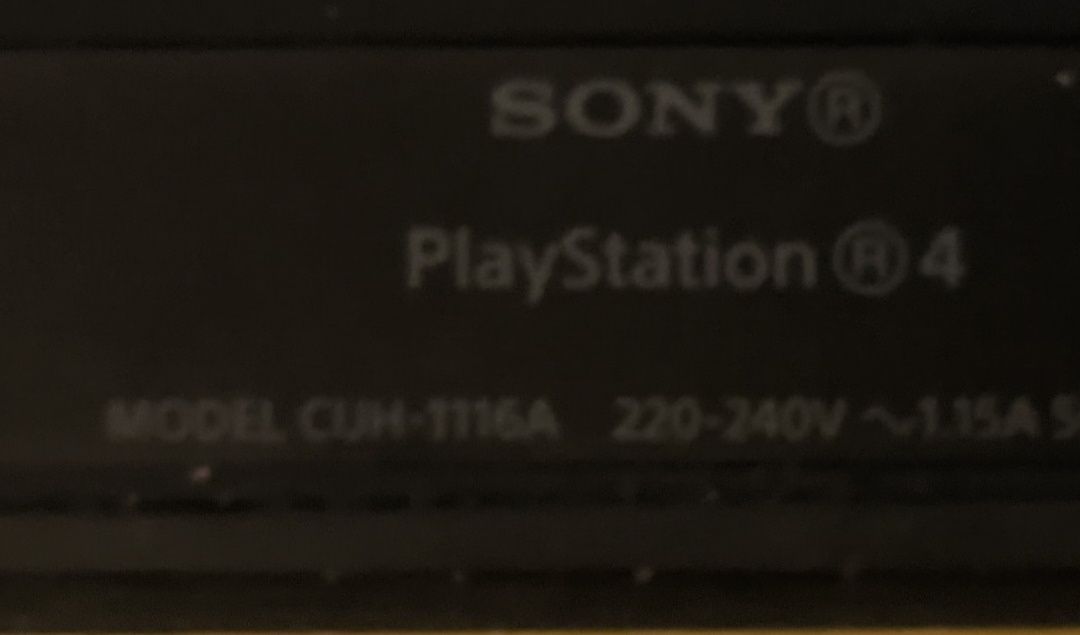 SONY®
PlayStation®4
MODEL CUH-1116A 220-240V ~1.15A